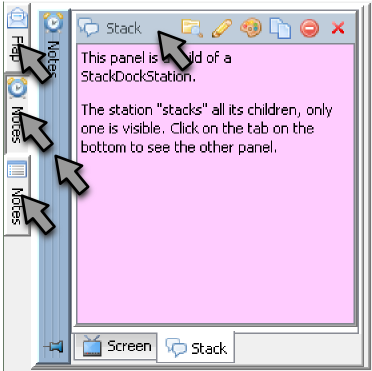 Flap
Notes
Notes
Notes
Stack
This panel is a child of a
StackDockStation.
The station "stacks" all its children, only
one is visible. Click on the tab on the
bottom to see the other panel.
Screen
Stack